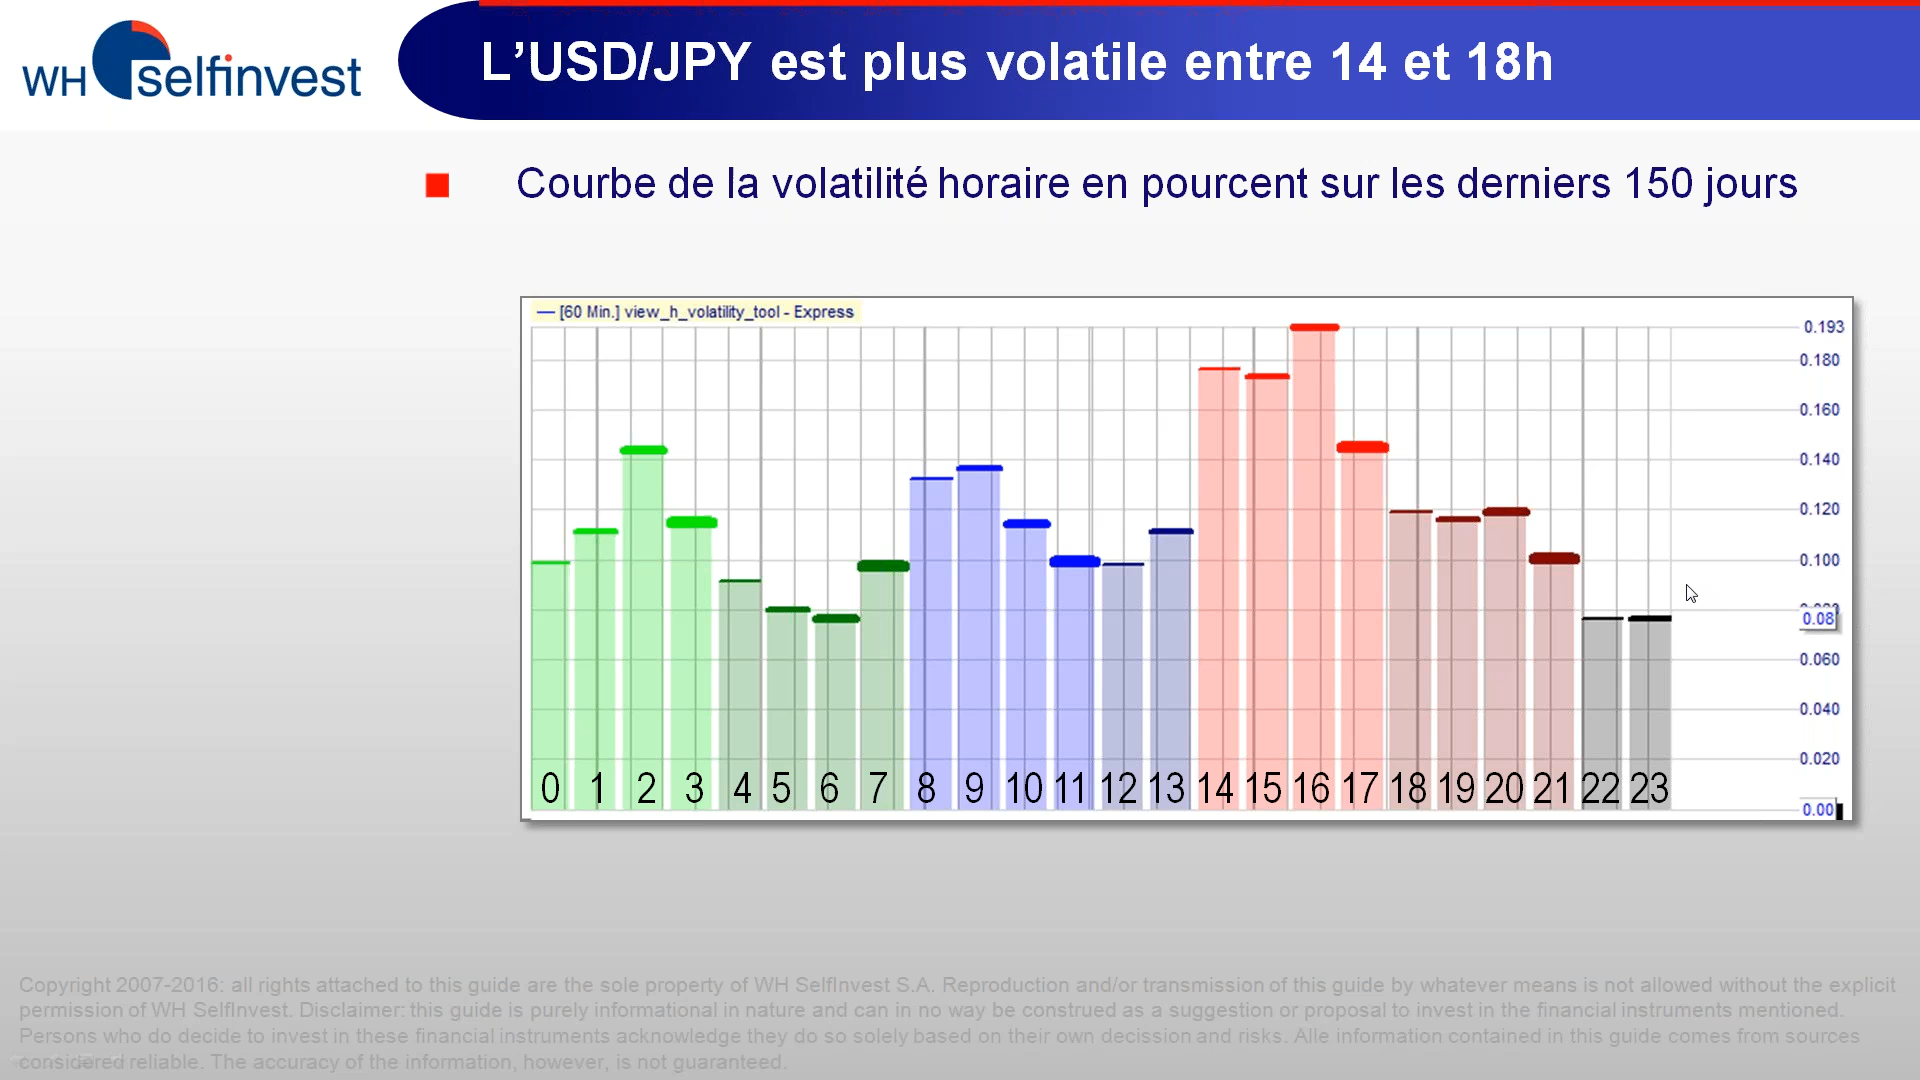 WH selfinvest
L’USD/JPY est plus volatile entre 14 et 18h
Courbe de la volatilité horaire en pourcent sur les derniers 150 jours
[60 Min.] view_h_volatility_tool - Express
0.193
0.180
0.160
0.140
0.120
0.100
0.08
0.060
0.040
0.020
0.00
0 1 2 3 4 5 6 7 8 9 10 11 12 13 14 15 16 17 18 19 20 21 22 23
Copyright 2007-2016: all rights attached to this guide are the sole property of WH SelfInvest S.A. Reproduction and/or transmission of this guide by whatever means is not allowed without the explicit
permission of WH SelfInvest. Disclaimer: this guide is purely informational in nature and can in no way be construed as a suggestion or proposal to invest in the financial instruments mentioned.
Persons who do decide to invest in these financial instruments acknowledge they do so solely based on their own decission and risks. Alle information contained in this guide comes from sources
considered reliable. The accuracy of the information, however, is not guaranteed.